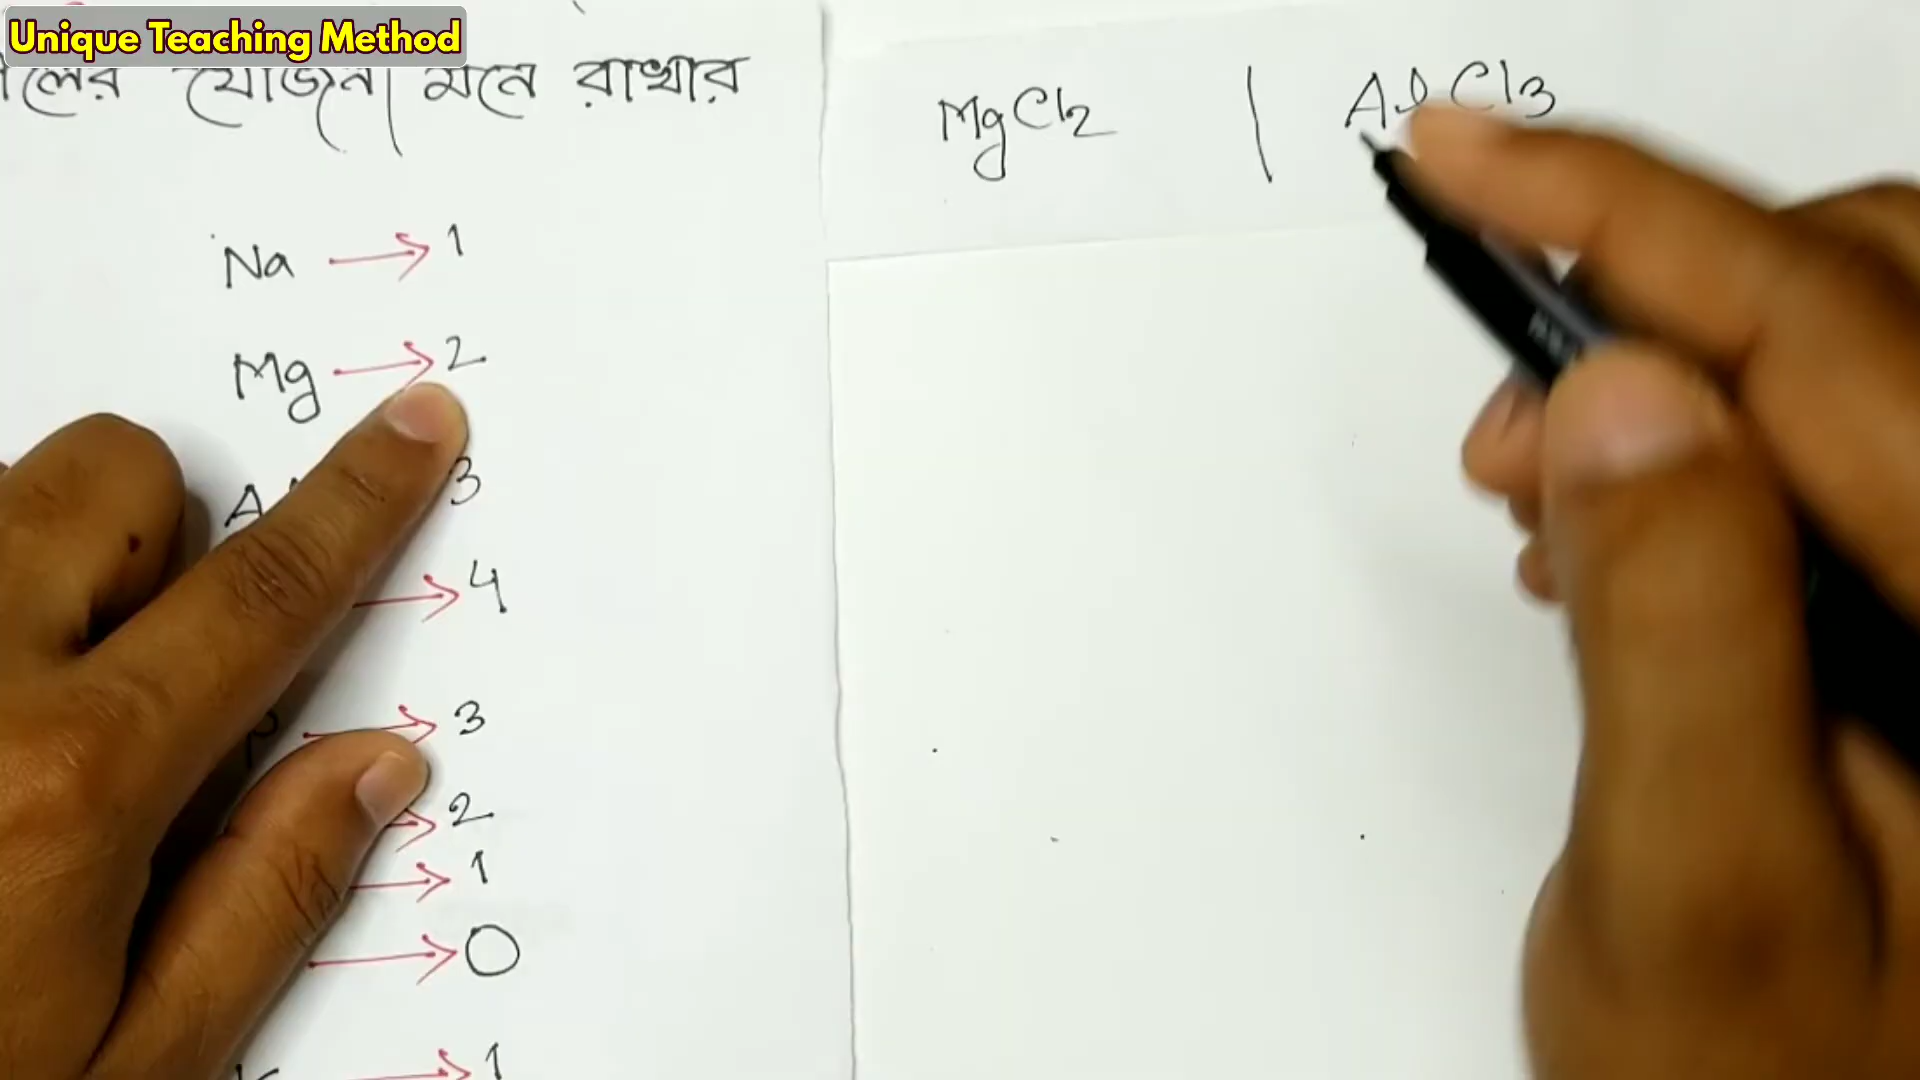 Unique Teaching Method
যোজনা মনে রাখার
Na → 1
Mg → 2
3
→ 4
P → 3
→ 2
→ 1
→ 0
→ 1
MgCl2 | AlCl3